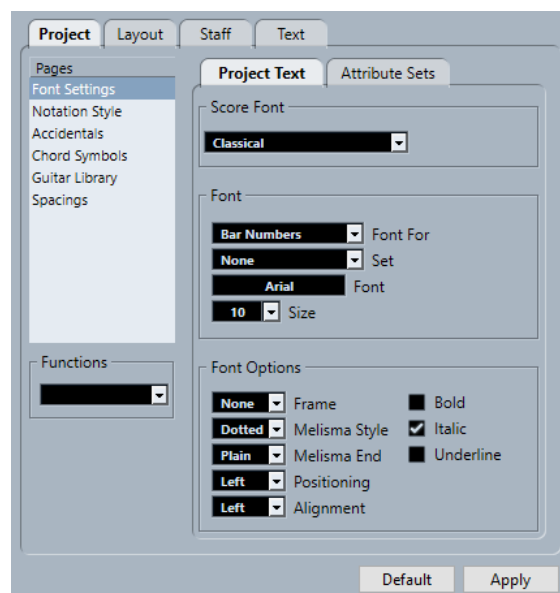 Project Layout Staff Text
Pages
Font Settings
Notation Style
Accidentals
Chord Symbols
Guitar Library
Spacings
Functions
Project Text Attribute Sets
Score Font
Classical
Font
Bar Numbers Font For
None Set
Arial Font
10 Size
Font Options
None Frame Bold
Dotted Melisma Style Italic
Plain Melisma End Underline
Left Positioning
Left Alignment
Default Apply